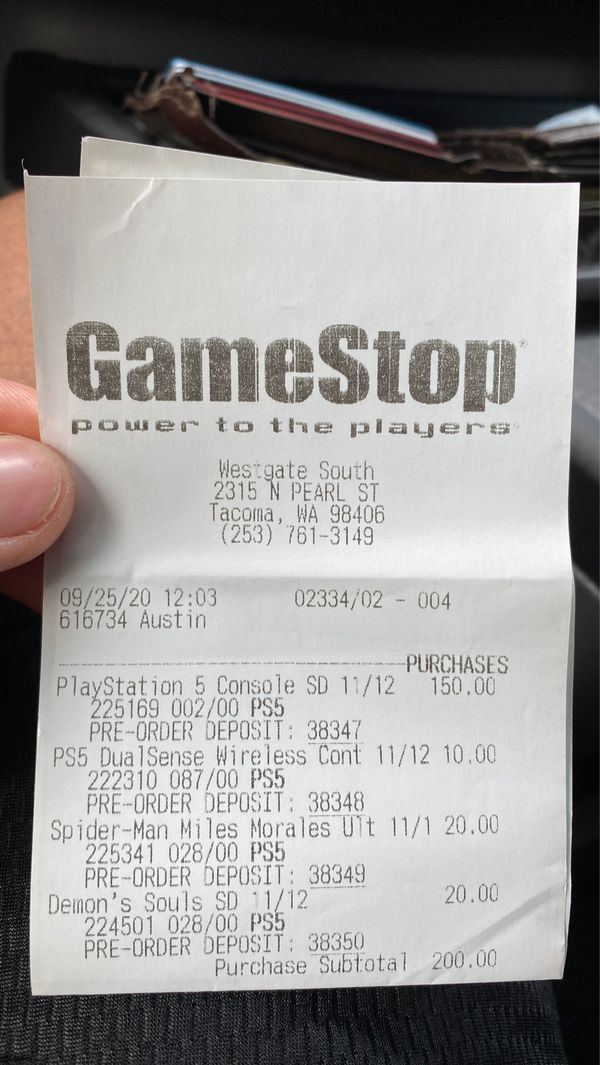 GameStop
power to the players
Westgate South
2315 N PEARL ST
Tacoma, WA 98406
(253) 761-3149
09/25/20 12:03 02334/02 - 004
616734 Austin
PURCHASES
PlayStation 5 Console SD 11/12 150.00
225169 002/00 PS5
PRE-ORDER DEPOSIT: 38347
PS5 DualSense Wireless Cont 11/12 10.00
222310 087/00 PS5
PRE-ORDER DEPOSIT: 38348
Spider-Man Miles Morales Ult 11/1 20.00
225341 028/00 PS5
PRE-ORDER DEPOSIT: 38349
Demon's Souls SD 11/12 20.00
224501 028/00 PS5
PRE-ORDER DEPOSIT: 38350
Purchase Subtotal 200.00